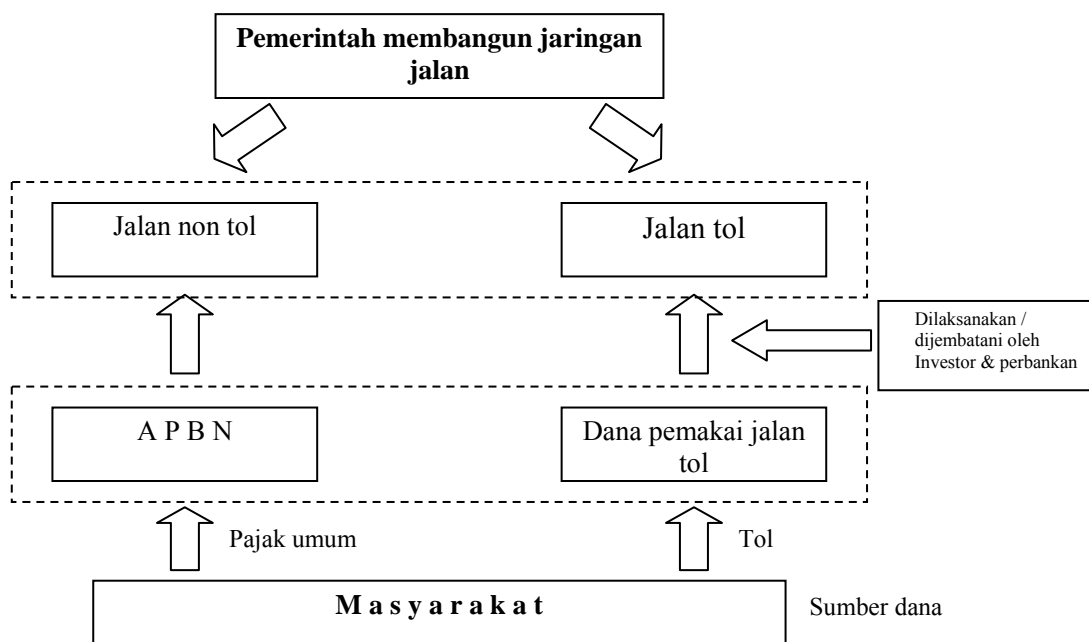 Pemerintah membangun jaringan
jalan
Jalan non tol
Jalan tol
Dilaksanakan /
dijembatani oleh
Investor & perbankan
A P B N
Dana pemakai jalan
tol
Pajak umum
Tol
M a s y a r a k a t
Sumber dana